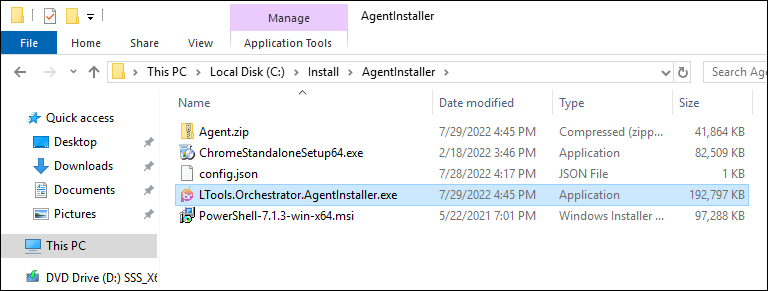 Manage AgentInstaller
File Home Share View Application Tools
This PC > Local Disk (C:) > Install > AgentInstaller > Search Ag
Name Date modified Type Size
Quick access
Desktop
Downloads
Documents
Pictures
This PC
DVD Drive (D:) SSS_X6
Agent.zip 7/29/2022 4:45 PM Compressed (zipp... 41,864 KB
ChromeStandaloneSetup64.exe 2/18/2022 3:46 PM Application 82,509 KB
config.json 7/28/2022 4:17 PM JSON File 1 KB
LTools.Orchestrator.AgentInstaller.exe 7/29/2022 4:45 PM Application 192,797 KB
PowerShell-7.1.3-win-x64.msi 5/22/2021 7:01 PM Windows Installer ... 97,288 KB